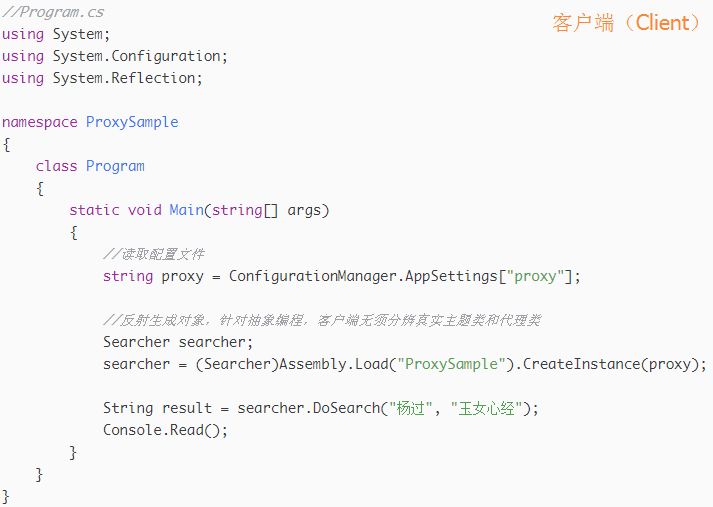 //Program.cs
客户端（Client）
using System;
using System.Configuration;
using System.Reflection;
namespace ProxySample
{
class Program
{
static void Main(string[] args)
{
//读取配置文件
string proxy = ConfigurationManager.AppSettings["proxy"];
//反射生成对象，针对抽象编程，客户端无须分辨真实主题类和代理类
Searcher searcher;
searcher = (Searcher)Assembly.Load("ProxySample").CreateInstance(proxy);
String result = searcher.DoSearch("杨过", "玉女心经");
Console.Read();
}
}
}